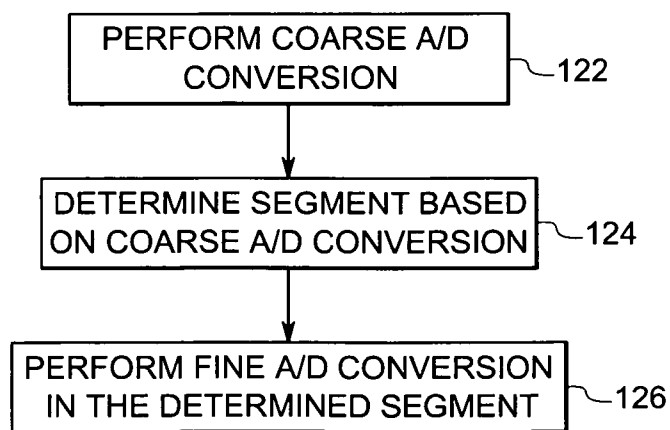 PERFORM COARSE A/D
CONVERSION
122
DETERMINE SEGMENT BASED
ON COARSE A/D CONVERSION
124
PERFORM FINE A/D CONVERSION
IN THE DETERMINED SEGMENT
126